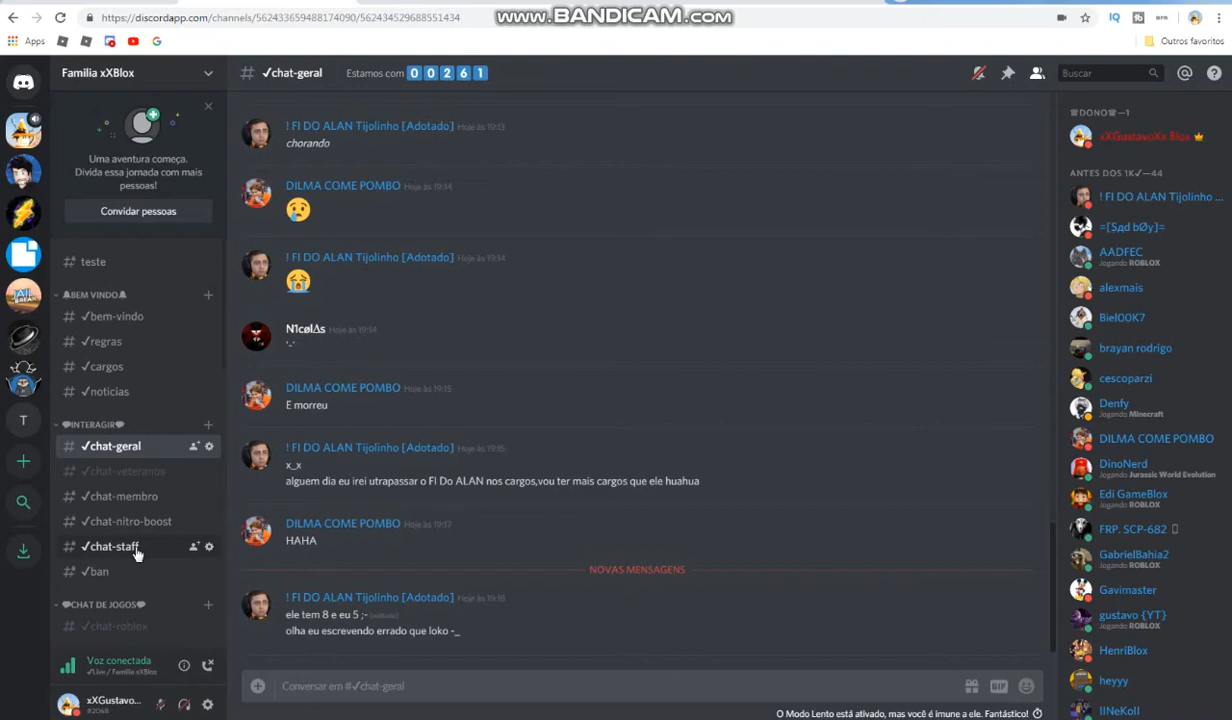 https://discordapp.com/channels/562433659488174090/562434529688551434
www.BANDICAM.com
Apps
Outros favoritos
Familia xXBlox
Uma aventura começa.
Divida essa jornada com mais
pessoas!
Convidar pessoas
# teste
🔔BEM VINDO🔔
# ✓bem-vindo
# ✓regras
# ✓cargos
# ✓noticias
💬INTERAGIR💬
# ✓chat-geral
# ✓chat-veteranos
# ✓chat-membro
# ✓chat-nitro-boost
# ✓chat-staff
# ✓ban
💬CHAT DE JOGOS💬
# ✓chat-roblox
Voz conectada
✓Live / Familia xXBlox
xXGustavo...
#2068
# ✓chat-geral Estamos com 0 0 2 6 1
Buscar
! FI DO ALAN Tijolinho [Adotado] Hoje às 19:13
chorando
DILMA COME POMBO Hoje às 19:14
😢
! FI DO ALAN Tijolinho [Adotado] Hoje às 19:14
😭
N1cøl∆s Hoje às 19:14
'-'
DILMA COME POMBO Hoje às 19:15
E morreu
! FI DO ALAN Tijolinho [Adotado] Hoje às 19:15
x_x
alguem dia eu irei utrapassar o FI Do ALAN nos cargos,vou ter mais cargos que ele huahua
DILMA COME POMBO Hoje às 19:17
HAHA
NOVAS MENSAGENS
! FI DO ALAN Tijolinho [Adotado] Hoje às 19:18
ele tem 8 e eu 5 ;- (editado)
olha eu escrevendo errado que loko -_
Conversar em #✓chat-geral
GIF
O Modo Lento está ativado, mas você é imune a ele. Fantástico!
♕DONO♕—1
xXGustavoXx Blox
ANTES DOS 1K✓—44
! FI DO ALAN Tijolinho ...
=[Şąd bØy]=
AADFEC
Jogando ROBLOX
alexmais
Biel00K7
brayan rodrigo
cescoparzi
Denfy
Jogando Minecraft
DILMA COME POMBO
DinoNerd
Jogando Jurassic World Evolution
Edi GameBlox
Jogando ROBLOX
FRP. SCP-682
GabrielBahia2
Jogando ROBLOX
Gavimaster
gustavo {YT}
Jogando ROBLOX
HenriBlox
heyyy
IINeKoII